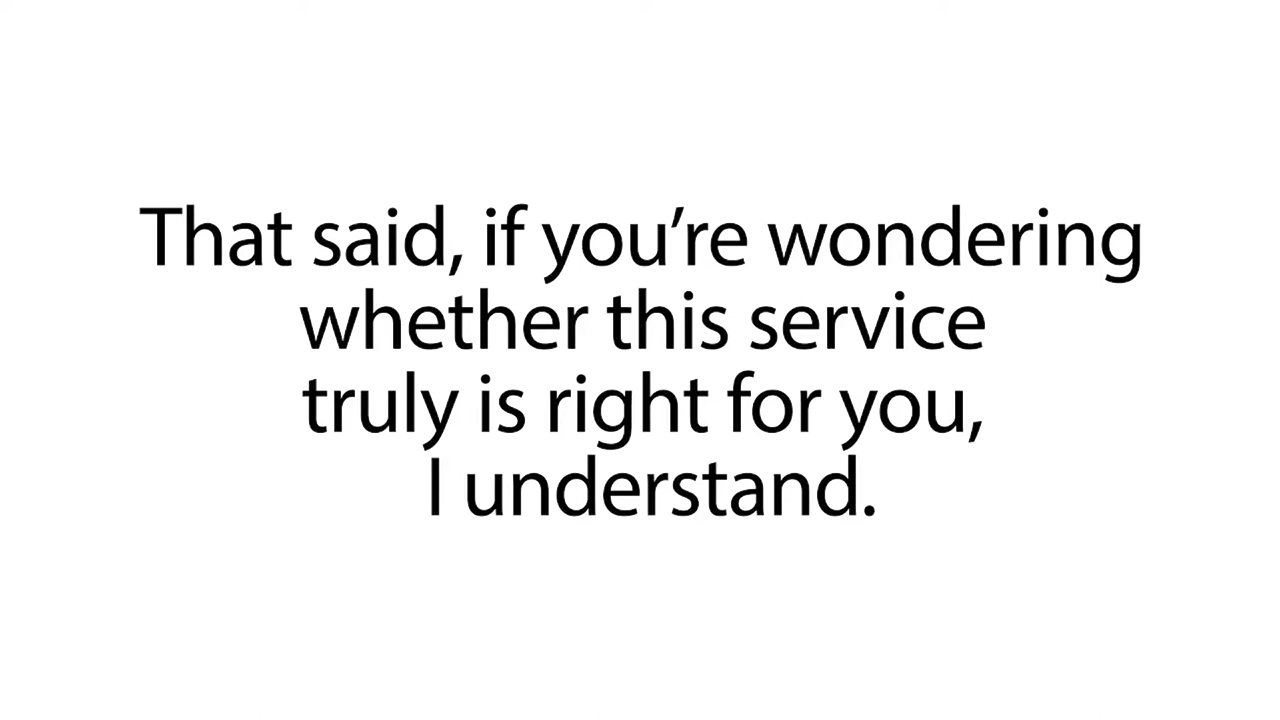 That said, if you’re wondering
whether this service
truly is right for you,
I understand.